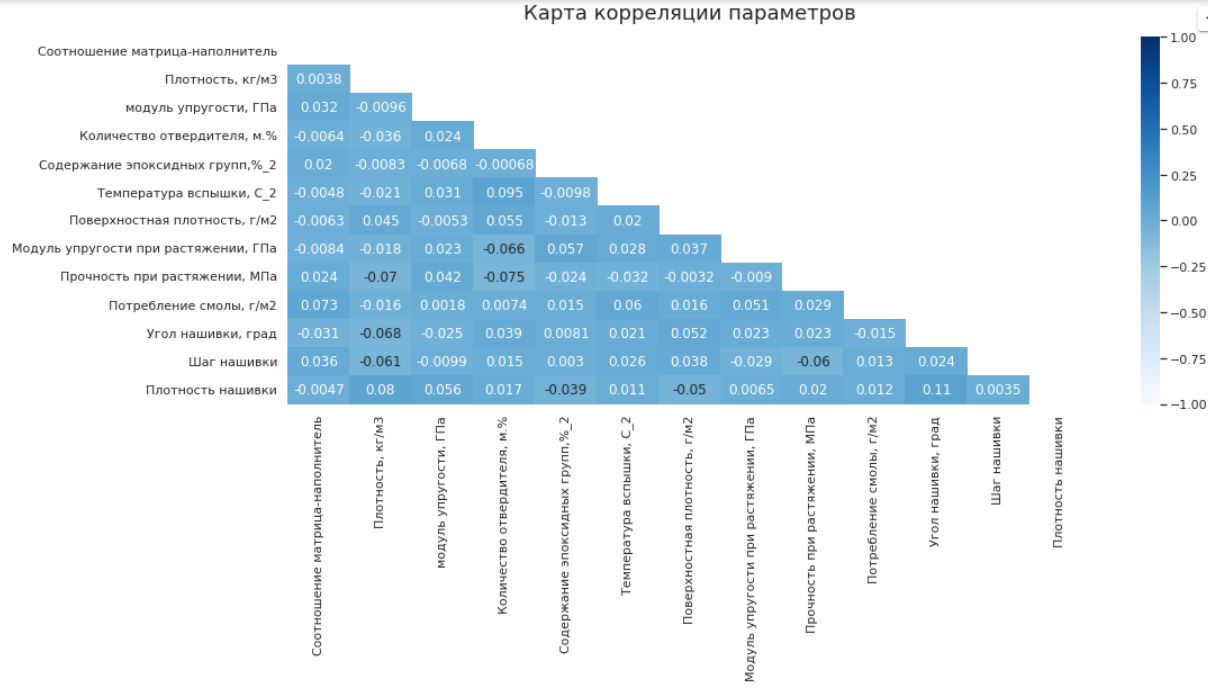 Карта корреляции параметров
Соотношение матрица-наполнитель
Плотность, кг/м3 0.0038
модуль упругости, ГПа 0.032 -0.0096
Количество отвердителя, м.% -0.0064 -0.036 0.024
Содержание эпоксидных групп,%_2 0.02 -0.0083 -0.0068 -0.00068
Температура вспышки, С_2 -0.0048 -0.021 0.031 0.095 -0.0098
Поверхностная плотность, г/м2 -0.0063 0.045 -0.0053 0.055 -0.013 0.02
Модуль упругости при растяжении, ГПа -0.0084 -0.018 0.023 -0.066 0.057 0.028 0.037
Прочность при растяжении, МПа 0.024 -0.07 0.042 -0.075 -0.024 -0.032 -0.0032 -0.009
Потребление смолы, г/м2 0.073 -0.016 0.0018 0.0074 0.015 0.06 0.016 0.051 0.029
Угол нашивки, град -0.031 -0.068 -0.025 0.039 0.0081 0.021 0.052 0.023 0.023 -0.015
Шаг нашивки 0.036 -0.061 -0.0099 0.015 0.003 0.026 0.038 -0.029 -0.06 0.013 0.024
Плотность нашивки -0.0047 0.08 0.056 0.017 -0.039 0.011 -0.05 0.0065 0.02 0.012 0.11 0.0035
Соотношение матрица-наполнитель
Плотность, кг/м3
модуль упругости, ГПа
Количество отвердителя, м.%
Содержание эпоксидных групп,%_2
Температура вспышки, С_2
Поверхностная плотность, г/м2
Модуль упругости при растяжении, ГПа
Прочность при растяжении, МПа
Потребление смолы, г/м2
Угол нашивки, град
Шаг нашивки
Плотность нашивки
1.00
0.75
0.50
0.25
0.00
−0.25
−0.50
−0.75
−1.00